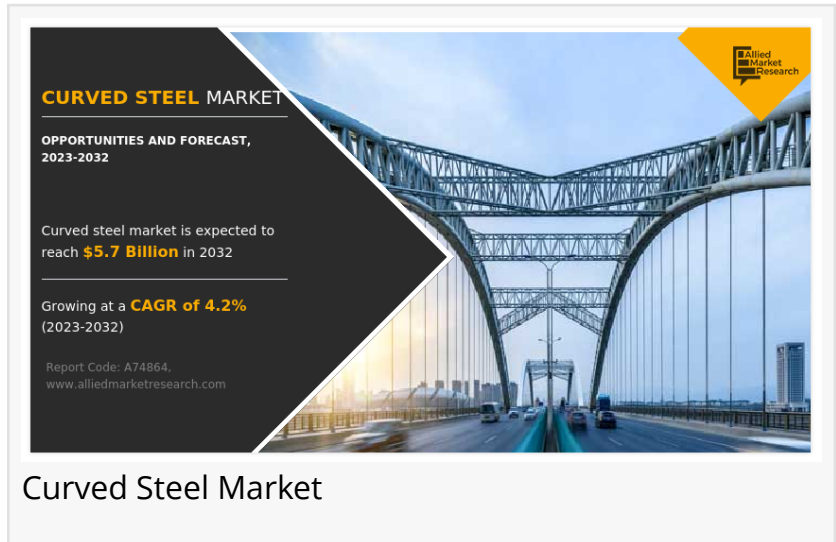 CURVED STEEL MARKET
OPPORTUNITIES AND FORECAST,
2023-2032
Curved steel market is expected to
reach $5.7 Billion in 2032
Growing at a CAGR of 4.2%
(2023-2032)
Report Code: A74864,
www.alliedmarketresearch.com
Allied
Market
Research
Curved Steel Market